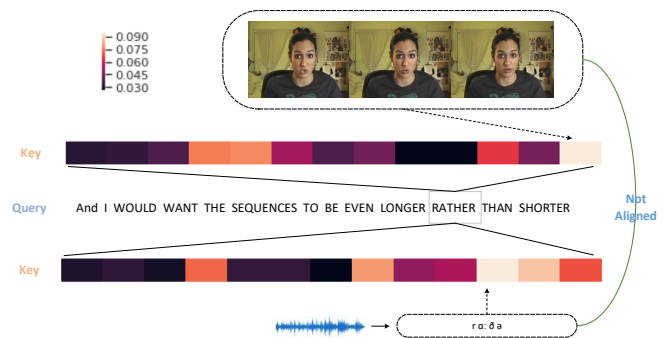 0.090
0.075
0.060
0.045
0.030
Key
Query
And I WOULD WANT THE SEQUENCES TO BE EVEN LONGER RATHER THAN SHORTER
Not
Aligned
Key
r ɑː ð ə